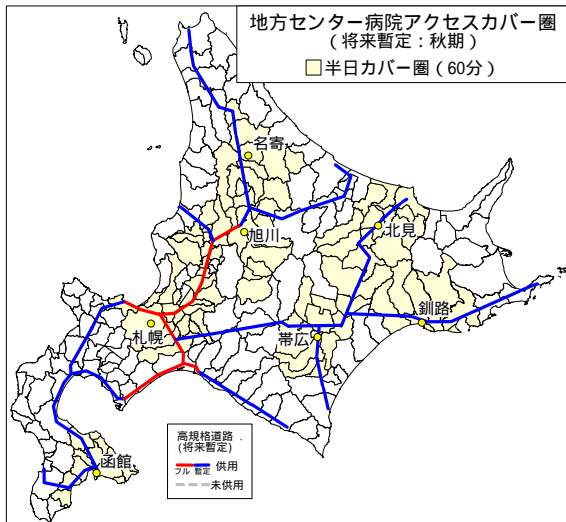 地方センター病院アクセスカバー圏
(将来暫定:秋期)
半日カバー圏(60分)
名寄
旭川
北見
釧路
帯広
札幌
函館
高規格道路 .
(将来暫定)
フル 暫定 供用
未供用